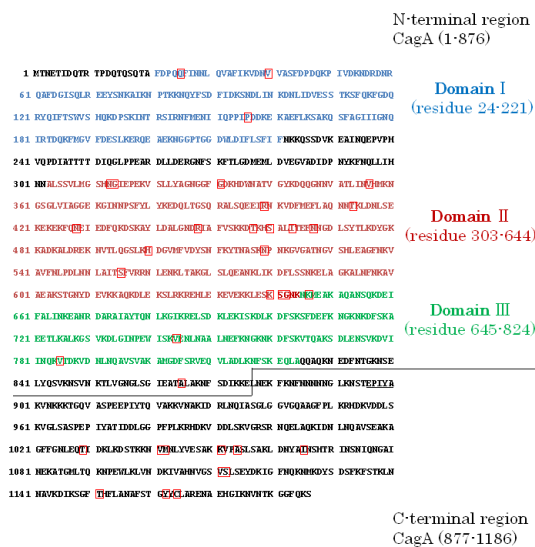 N-terminal region
CagA (1-876)
1 MTNETIDQTR TPDQTQSQTA FDPQQFINNL QVAFIKVDNV VASFDPDQKP IVDKNDRDNR
61 QAFDGISQLR EEYSNKAIKN PTKKNQYFSD FIDKSNDLIN KDNLIDVESS TKSFQKFGDQ
Domain I
(residue 24-221)
121 RYQIFTSWVS HQKDPSKINT RSIRNFMENI IQPPIPDDKE KAEFLKSAKQ SFAGIIIGNQ
181 IRTDQKFMGV FDESLKERQE AEKNGGPTGG DWLDIFLSFI FNKKQSSDVK EAINQEPVPH
241 VQPDIATTTT DIQGLPPEAR DLLDERGNFS KFTLGDMEML DVEGVADIDP NYKFNQLLIH
301 NNALSSVLMG SHNGIEPEKV SLLYAGNGGF GDKHDWNATV GYKDQQGNNV ATLINVHMKN
361 GSGLVIAGGE KGINNPSFYL YKEDQLTGSQ RALSQEEIRN KVDFMEFLAQ NNTKLDNLSE
Domain II
(residue 303-644)
421 KEKEKFQNEI EDFQKDSKAY LDALGNDRIA FVSKKDTKHS ALITEFNNGD LSYTLKDYGK
481 KADKALDREK NVTLQGSLKH DGVMFVDYSN FKYTNASKNP NKGVGATNGV SHLEAGFNKV
541 AVFNLPDLNN LAITSFVRRN LENKLTAKGL SLQEANKLIK DFLSSNKELA GKALNFNKAV
601 AEAKSTGNYD EVKKAQKDLE KSLRKREHLE KEVEKKLESK SGNKNKMEAK AQANSQKDEI
Domain III
(residue 645-824)
661 FALINKEANR DARAIAYTQN LKGIKRELSD KLEKISKDLK DFSKSFDEFK NGKNKDFSKA
721 EETLKALKGS VKDLGINPEW ISKVENLNAA LNEFKNGKNK DFSKVTQAKS DLENSVKDVI
781 INQKVTDKVD NLNQAVSVAK AMGDFSRVEQ VLADLKNFSK EQLAQQAQKN EDFNTGKNSE
841 LYQSVKNSVN KTLVGNGLSG IEATALAKNF SDIKKELNEK FKNFNNNNNG LKNSTEPIYA
901 KVNKKKTGQV ASPEEPIYTQ VAKKVNAKID RLNQIASGLG GVGQAAGFPL KRHDKVDDLS
961 KVGLSASPEP IYATIDDLGG PFPLKRHDKV DDLSKVGRSR NQELAQKIDN LNQAVSEAKA
1021 GFFGNLEQTI DKLKDSTKKN VMNLYVESAK KVPASLSAKL DNYAINSHTR INSNIQNGAI
1081 NEKATGMLTQ KNPEWLKLVN DKIVAHNVGS VSLSEYDKIG FNQKNMKDYS DSFKFSTKLN
1141 NAVKDIKSGF THFLANAFST GYYCLARENA EHGIKNVNTK GGFQKS
C-terminal region
CagA (877-1186)